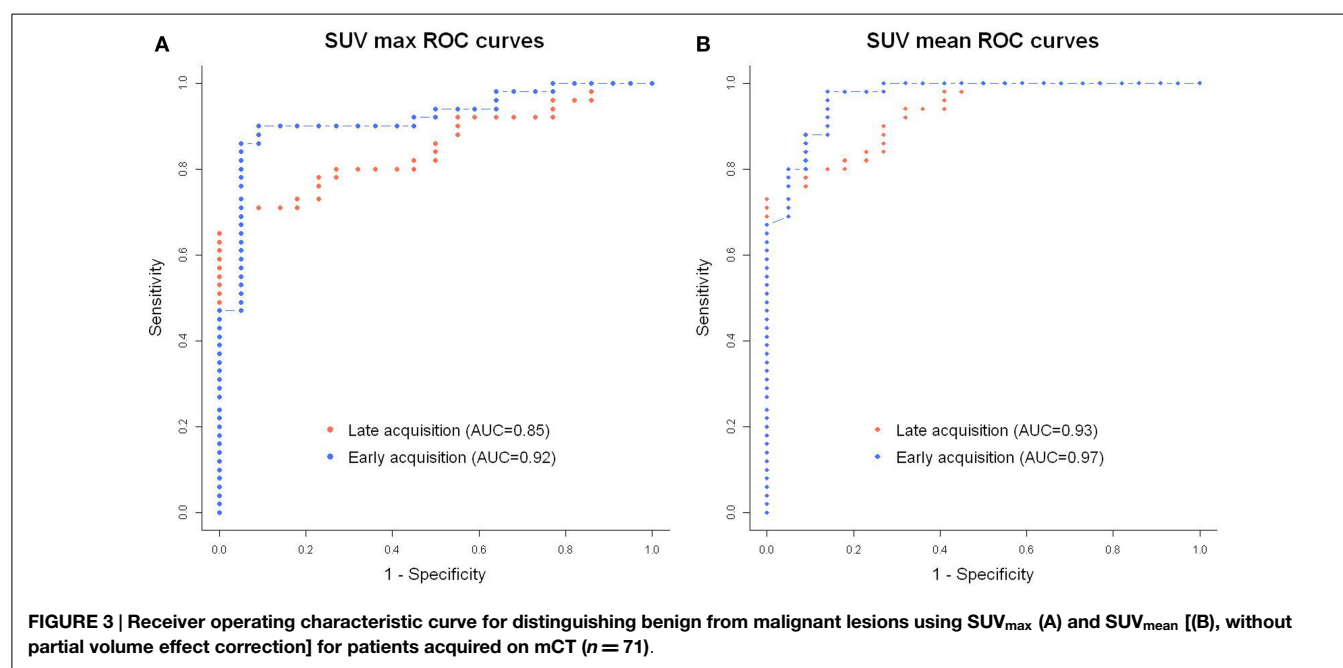 A
SUV max ROC curves
Sensitivity
1.0
0.8
0.6
0.4
0.2
0.0
Late acquisition (AUC=0.85)
Early acquisition (AUC=0.92)
0.0 0.2 0.4 0.6 0.8 1.0
1 - Specificity
B
SUV mean ROC curves
Sensitivity
1.0
0.8
0.6
0.4
0.2
0.0
Late acquisition (AUC=0.93)
Early acquisition (AUC=0.97)
0.0 0.2 0.4 0.6 0.8 1.0
1 - Specificity
FIGURE 3 | Receiver operating characteristic curve for distinguishing benign from malignant lesions using SUVmax (A) and SUVmean [(B), without
partial volume effect correction] for patients acquired on mCT (n = 71).